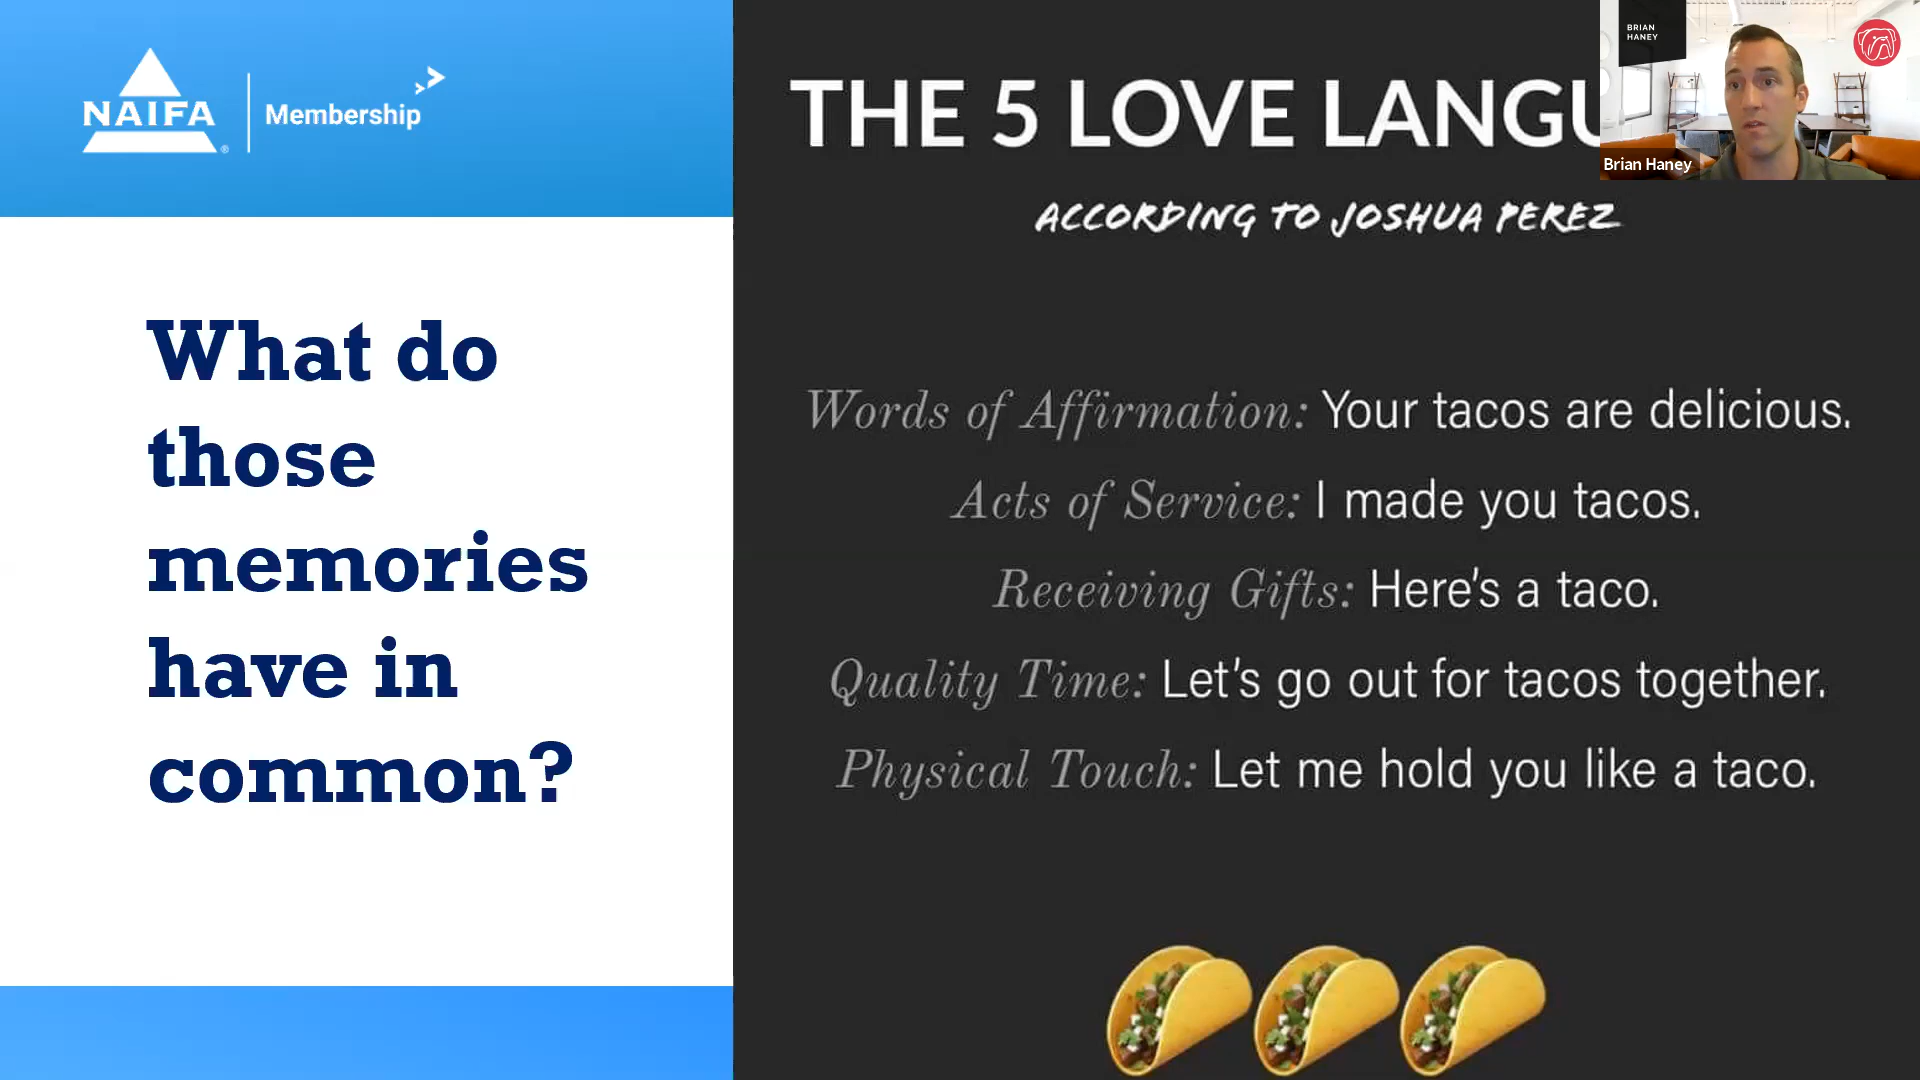 NAIFA
®
Membership
What do
those
memories
have in
common?
THE 5 LOVE LANGU
ACCORDING TO JOSHUA PEREZ
Words of Affirmation: Your tacos are delicious.
Acts of Service: I made you tacos.
Receiving Gifts: Here's a taco.
Quality Time: Let's go out for tacos together.
Physical Touch: Let me hold you like a taco.
BRIAN
HANEY
Brian Haney